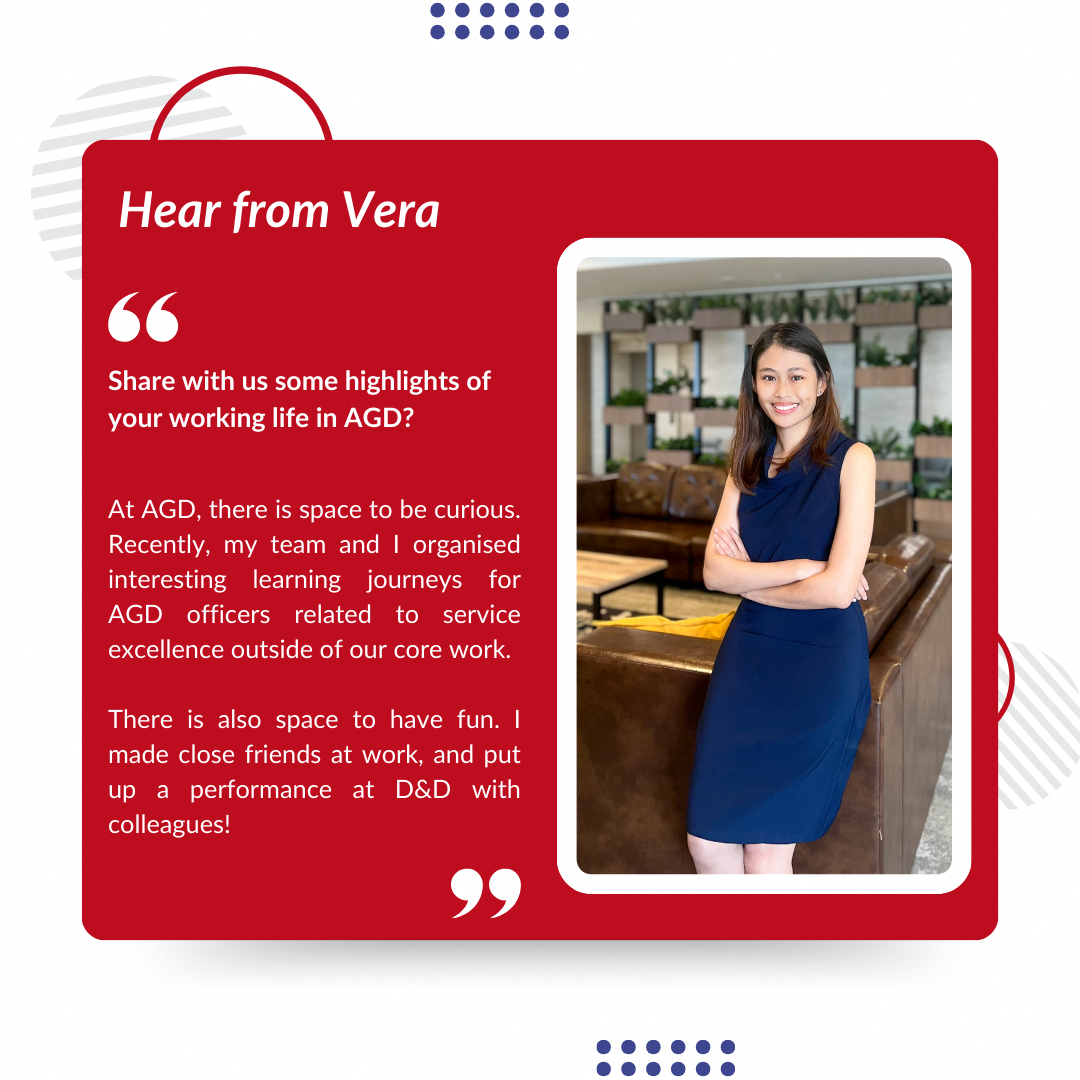 Hear from Vera
“
Share with us some highlights of
your working life in AGD?
At AGD, there is space to be curious.
Recently, my team and I organised
interesting learning journeys for
AGD officers related to service
excellence outside of our core work.
There is also space to have fun. I
made close friends at work, and put
up a performance at D&D with
colleagues!
”